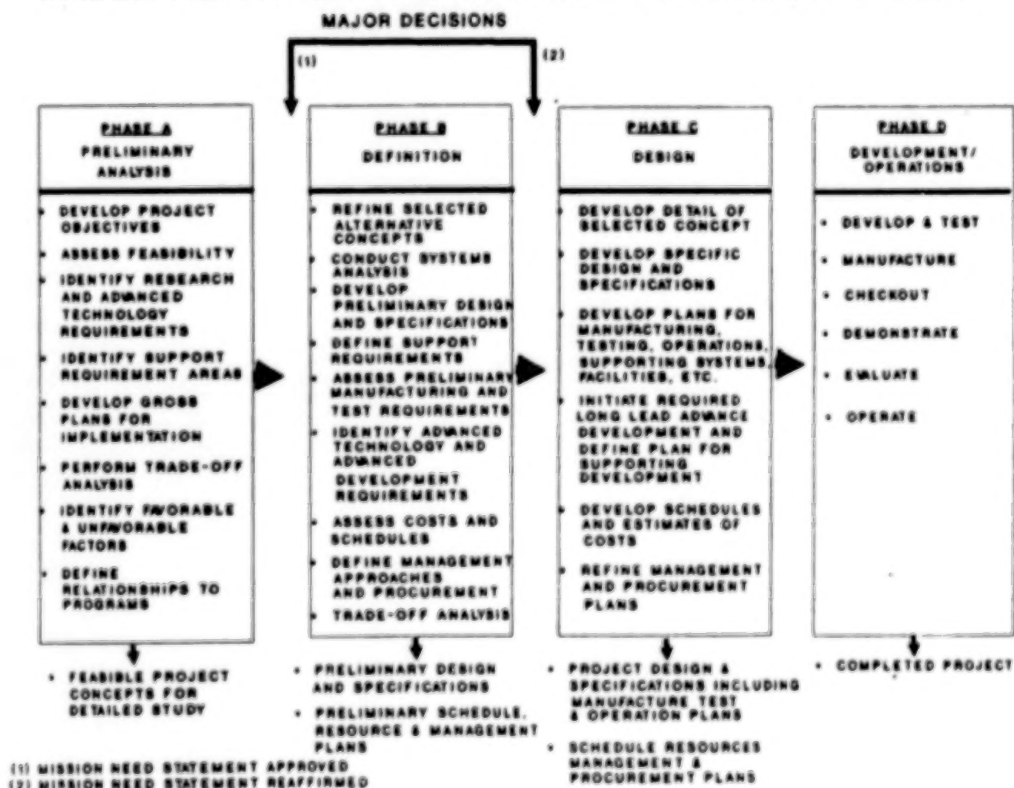 MAJOR DECISIONS
(1)
(2)
PHASE A
PRELIMINARY
ANALYSIS
• DEVELOP PROJECT
OBJECTIVES
• ASSESS FEASIBILITY
• IDENTIFY RESEARCH
AND ADVANCED
TECHNOLOGY
REQUIREMENTS
• IDENTIFY SUPPORT
REQUIREMENT AREAS
• DEVELOP GROSS
PLANS FOR
IMPLEMENTATION
• PERFORM TRADE-OFF
ANALYSIS
• IDENTIFY FAVORABLE
& UNFAVORABLE
FACTORS
• DEFINE
RELATIONSHIPS TO
PROGRAMS
• FEASIBLE PROJECT
CONCEPTS FOR
DETAILED STUDY
PHASE B
DEFINITION
• REFINE SELECTED
ALTERNATIVE
CONCEPTS
• CONDUCT SYSTEMS
ANALYSIS
• DEVELOP
PRELIMINARY DESIGN
AND SPECIFICATIONS
• DEFINE SUPPORT
REQUIREMENTS
• ASSESS PRELIMINARY
MANUFACTURING AND
TEST REQUIREMENTS
• IDENTIFY ADVANCED
TECHNOLOGY AND
ADVANCED
DEVELOPMENT
REQUIREMENTS
• ASSESS COSTS AND
SCHEDULES
• DEFINE MANAGEMENT
APPROACHES
AND PROCUREMENT
• TRADE-OFF ANALYSIS
• PRELIMINARY DESIGN
AND SPECIFICATIONS
• PRELIMINARY SCHEDULE,
RESOURCE & MANAGEMENT
PLANS
PHASE C
DESIGN
• DEVELOP DETAIL OF
SELECTED CONCEPT
• DEVELOP SPECIFIC
DESIGN AND
SPECIFICATIONS
• DEVELOP PLANS FOR
MANUFACTURING,
TESTING, OPERATIONS,
SUPPORTING SYSTEMS,
FACILITIES, ETC.
• INITIATE REQUIRED
LONG LEAD ADVANCE
DEVELOPMENT AND
DEFINE PLAN FOR
SUPPORTING
DEVELOPMENT
• DEVELOP SCHEDULES
AND ESTIMATES OF
COSTS
• REFINE MANAGEMENT
AND PROCUREMENT
PLANS
• PROJECT DESIGN &
SPECIFICATIONS INCLUDING
MANUFACTURE TEST
& OPERATION PLANS
• SCHEDULE RESOURCES
MANAGEMENT &
PROCUREMENT PLANS
PHASE D
DEVELOPMENT/
OPERATIONS
• DEVELOP & TEST
• MANUFACTURE
• CHECKOUT
• DEMONSTRATE
• EVALUATE
• OPERATE
• COMPLETED PROJECT
(1) MISSION NEED STATEMENT APPROVED
(2) MISSION NEED STATEMENT REAFFIRMED